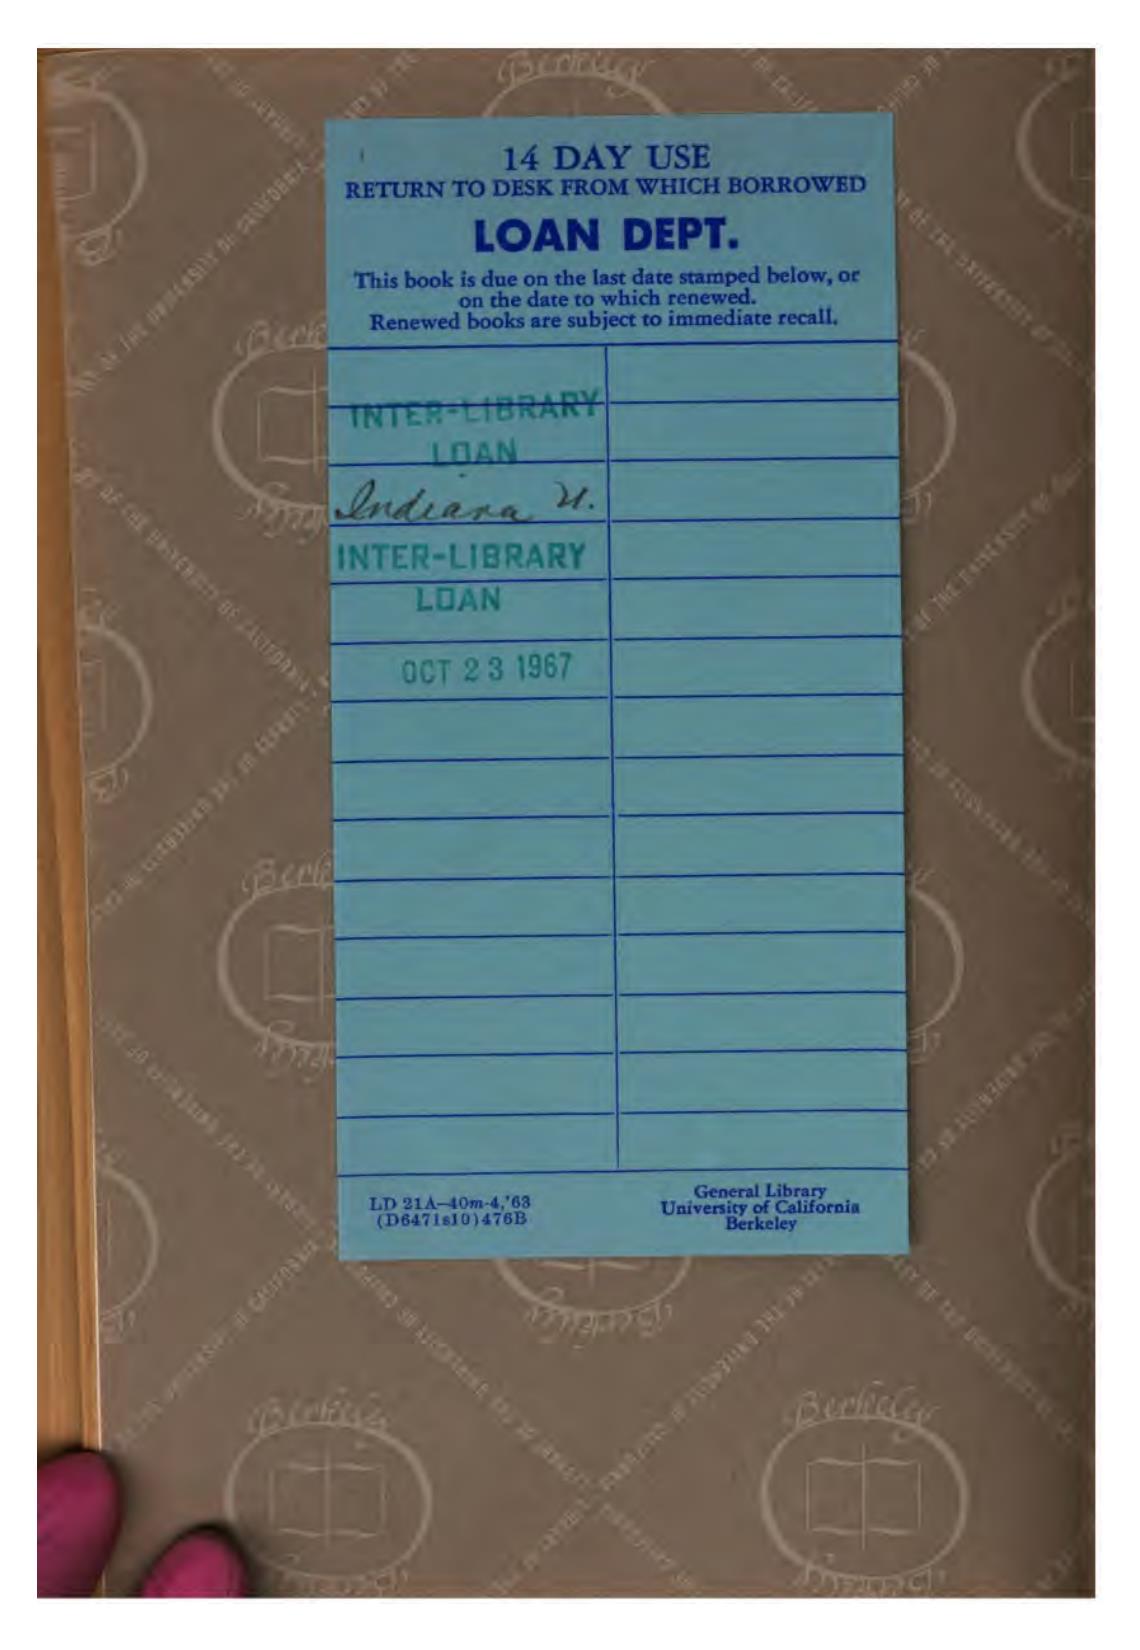 14 DAY USE
RETURN TO DESK FROM WHICH BORROWED
LOAN DEPT.
This book is due on the last date stamped below, or
on the date to which renewed.
Renewed books are subject to immediate recall.
INTER-LIBRARY
LOAN
Indiana U.
INTER-LIBRARY
LOAN
OCT 23 1967
LD 21A–40m-4,'63
(D6471s10)476B
General Library
University of California
Berkeley